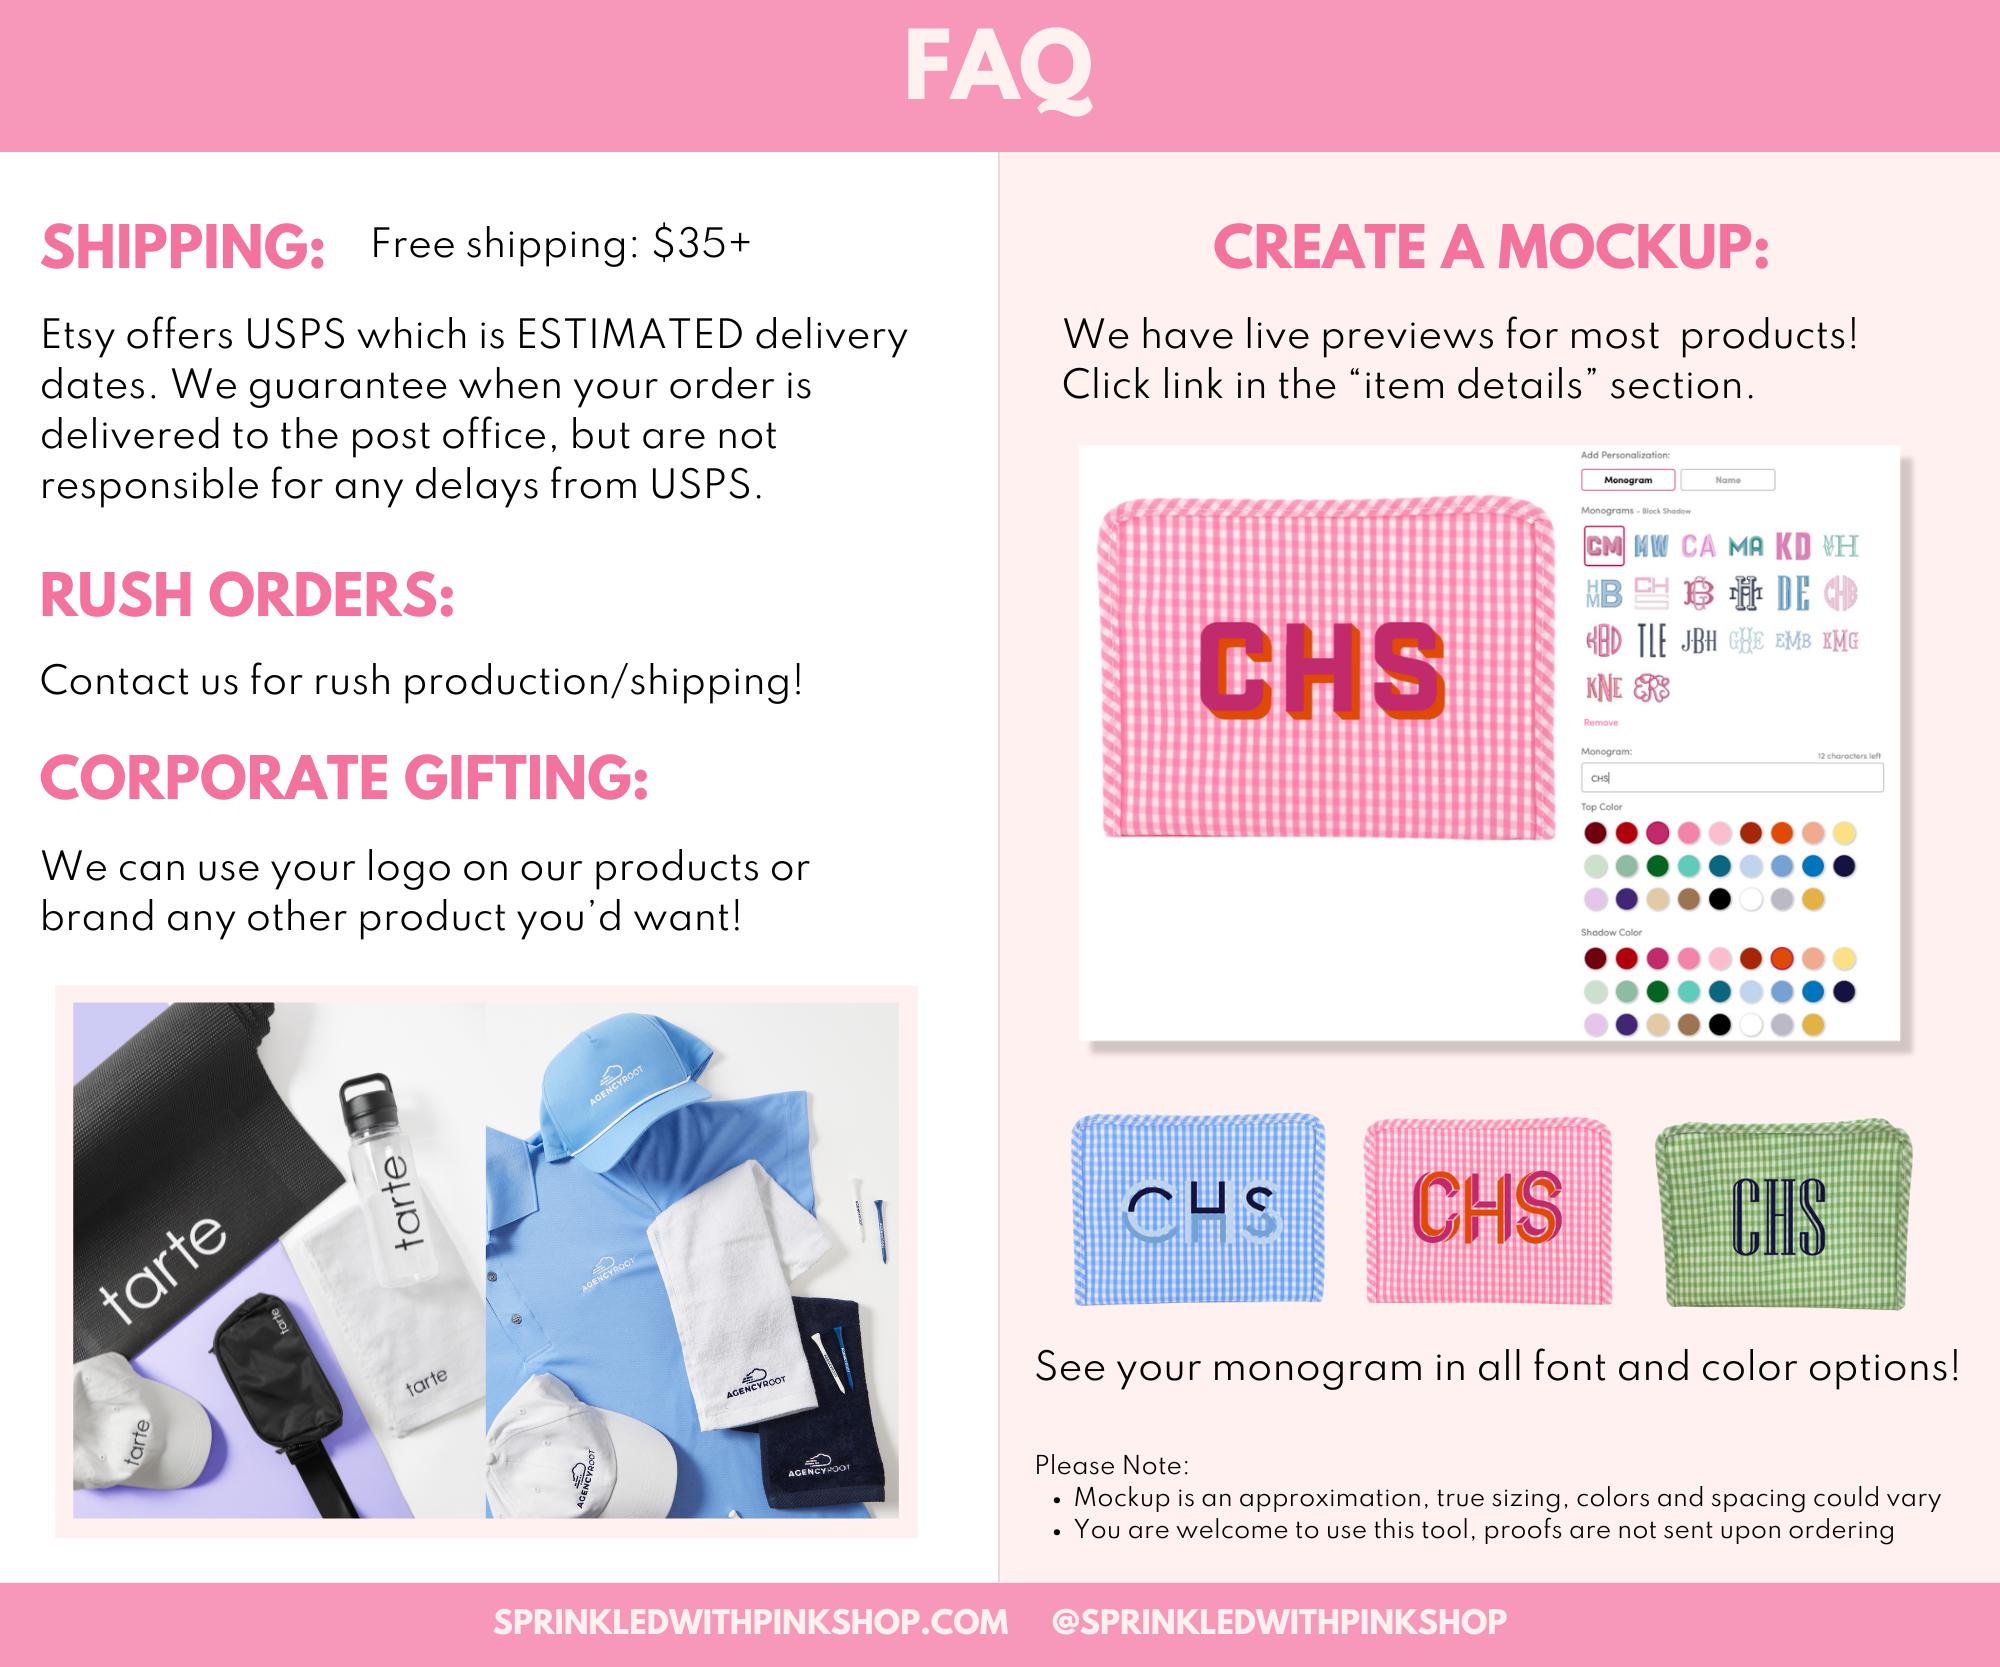 FAQ
SHIPPING: Free shipping: $35+
Etsy offers USPS which is ESTIMATED delivery
dates. We guarantee when your order is
delivered to the post office, but are not
responsible for any delays from USPS.
RUSH ORDERS:
Contact us for rush production/shipping!
CORPORATE GIFTING:
We can use your logo on our products or
brand any other product you’d want!
tarte
tarte
tarte
tarte
tarte
AGENCYROOT
AGENCYROOT
AGENCYROOT
AGENCYROOT
AGENCYROOT
CREATE A MOCKUP:
We have live previews for most products!
Click link in the “item details” section.
CHS
Add Personalization:
Monogram Name
Monograms - Block Shadow
CM MW CA MA KD VH
HMB CH B H DE CHB
KBD TLE JBH GHE EMB KMG
KNE ERS
Remove
Monogram: 12 characters left
CHS
Top Color
Shadow Color
CHS CHS CHS
See your monogram in all font and color options!
Please Note:
• Mockup is an approximation, true sizing, colors and spacing could vary
• You are welcome to use this tool, proofs are not sent upon ordering
SPRINKLEDWITHPINKSHOP.COM @SPRINKLEDWITHPINKSHOP